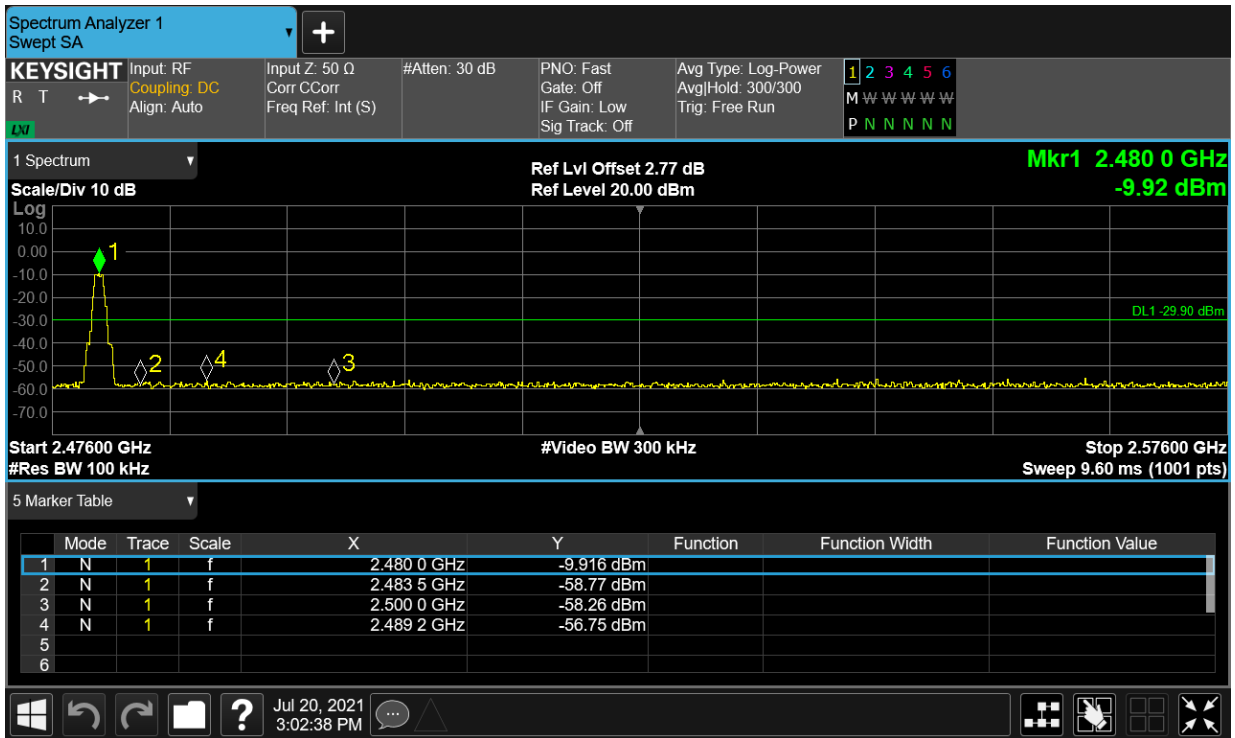 Spectrum Analyzer 1
Swept SA
KEYSIGHT
R T
LXI
Input: RF
Coupling: DC
Align: Auto
Input Z: 50 Ω
Corr CCorr
Freq Ref: Int (S)
#Atten: 30 dB
PNO: Fast
Gate: Off
IF Gain: Low
Sig Track: Off
Avg Type: Log-Power
Avg|Hold: 300/300
Trig: Free Run
1 2 3 4 5 6
M W W W W W
P N N N N N
1 Spectrum
Scale/Div 10 dB
Ref Lvl Offset 2.77 dB
Ref Level 20.00 dBm
Mkr1 2.480 0 GHz
-9.92 dBm
Log
10.0
0.00
-10.0
-20.0
-30.0
-40.0
-50.0
-60.0
-70.0
1
2
4
3
DL1 -29.90 dBm
Start 2.47600 GHz
#Video BW 300 kHz
Stop 2.57600 GHz
#Res BW 100 kHz
Sweep 9.60 ms (1001 pts)
5 Marker Table
Mode Trace Scale X Y Function Function Width Function Value
1 N 1 f 2.480 0 GHz -9.916 dBm
2 N 1 f 2.483 5 GHz -58.77 dBm
3 N 1 f 2.500 0 GHz -58.26 dBm
4 N 1 f 2.489 2 GHz -56.75 dBm
5
6
?
Jul 20, 2021
3:02:38 PM